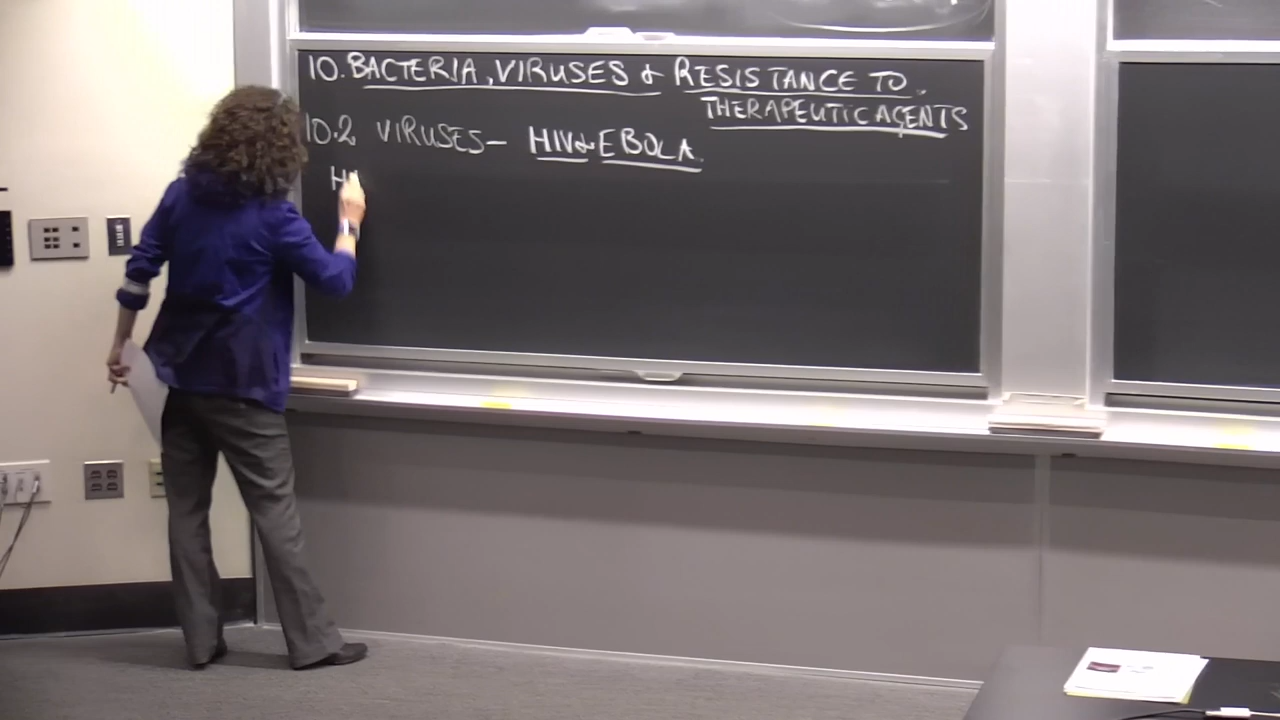 10. BACTERIA, VIRUSES & RESISTANCE TO
THERAPEUTIC AGENTS
10.2 VIRUSES - HIV & EBOLA.
H